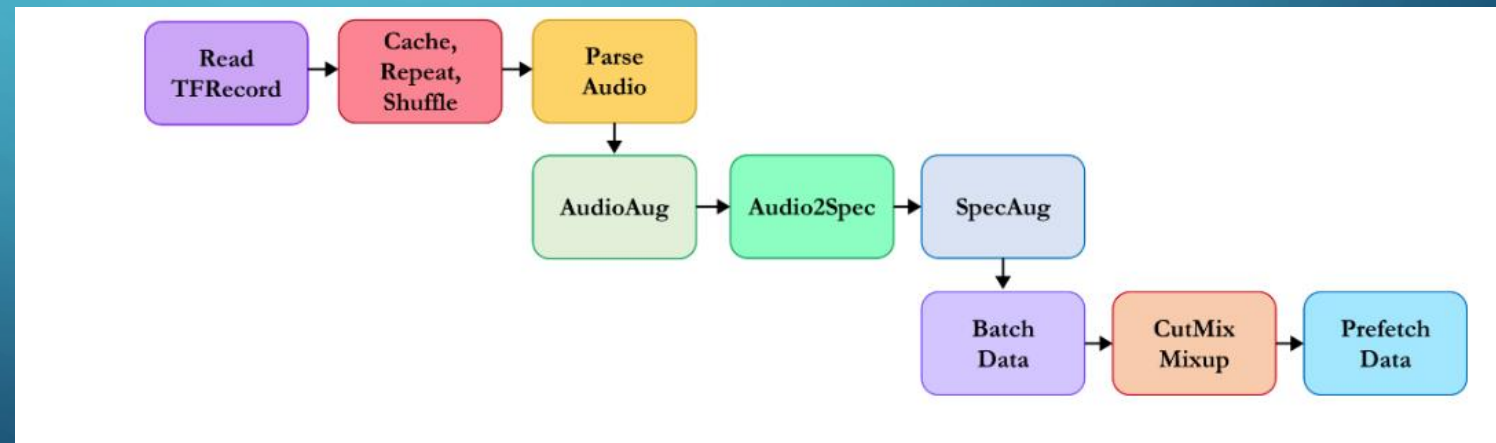 Read
TFRecord
Cache,
Repeat,
Shuffle
Parse
Audio
AudioAug
Audio2Spec
SpecAug
Batch
Data
CutMix
Mixup
Prefetch
Data